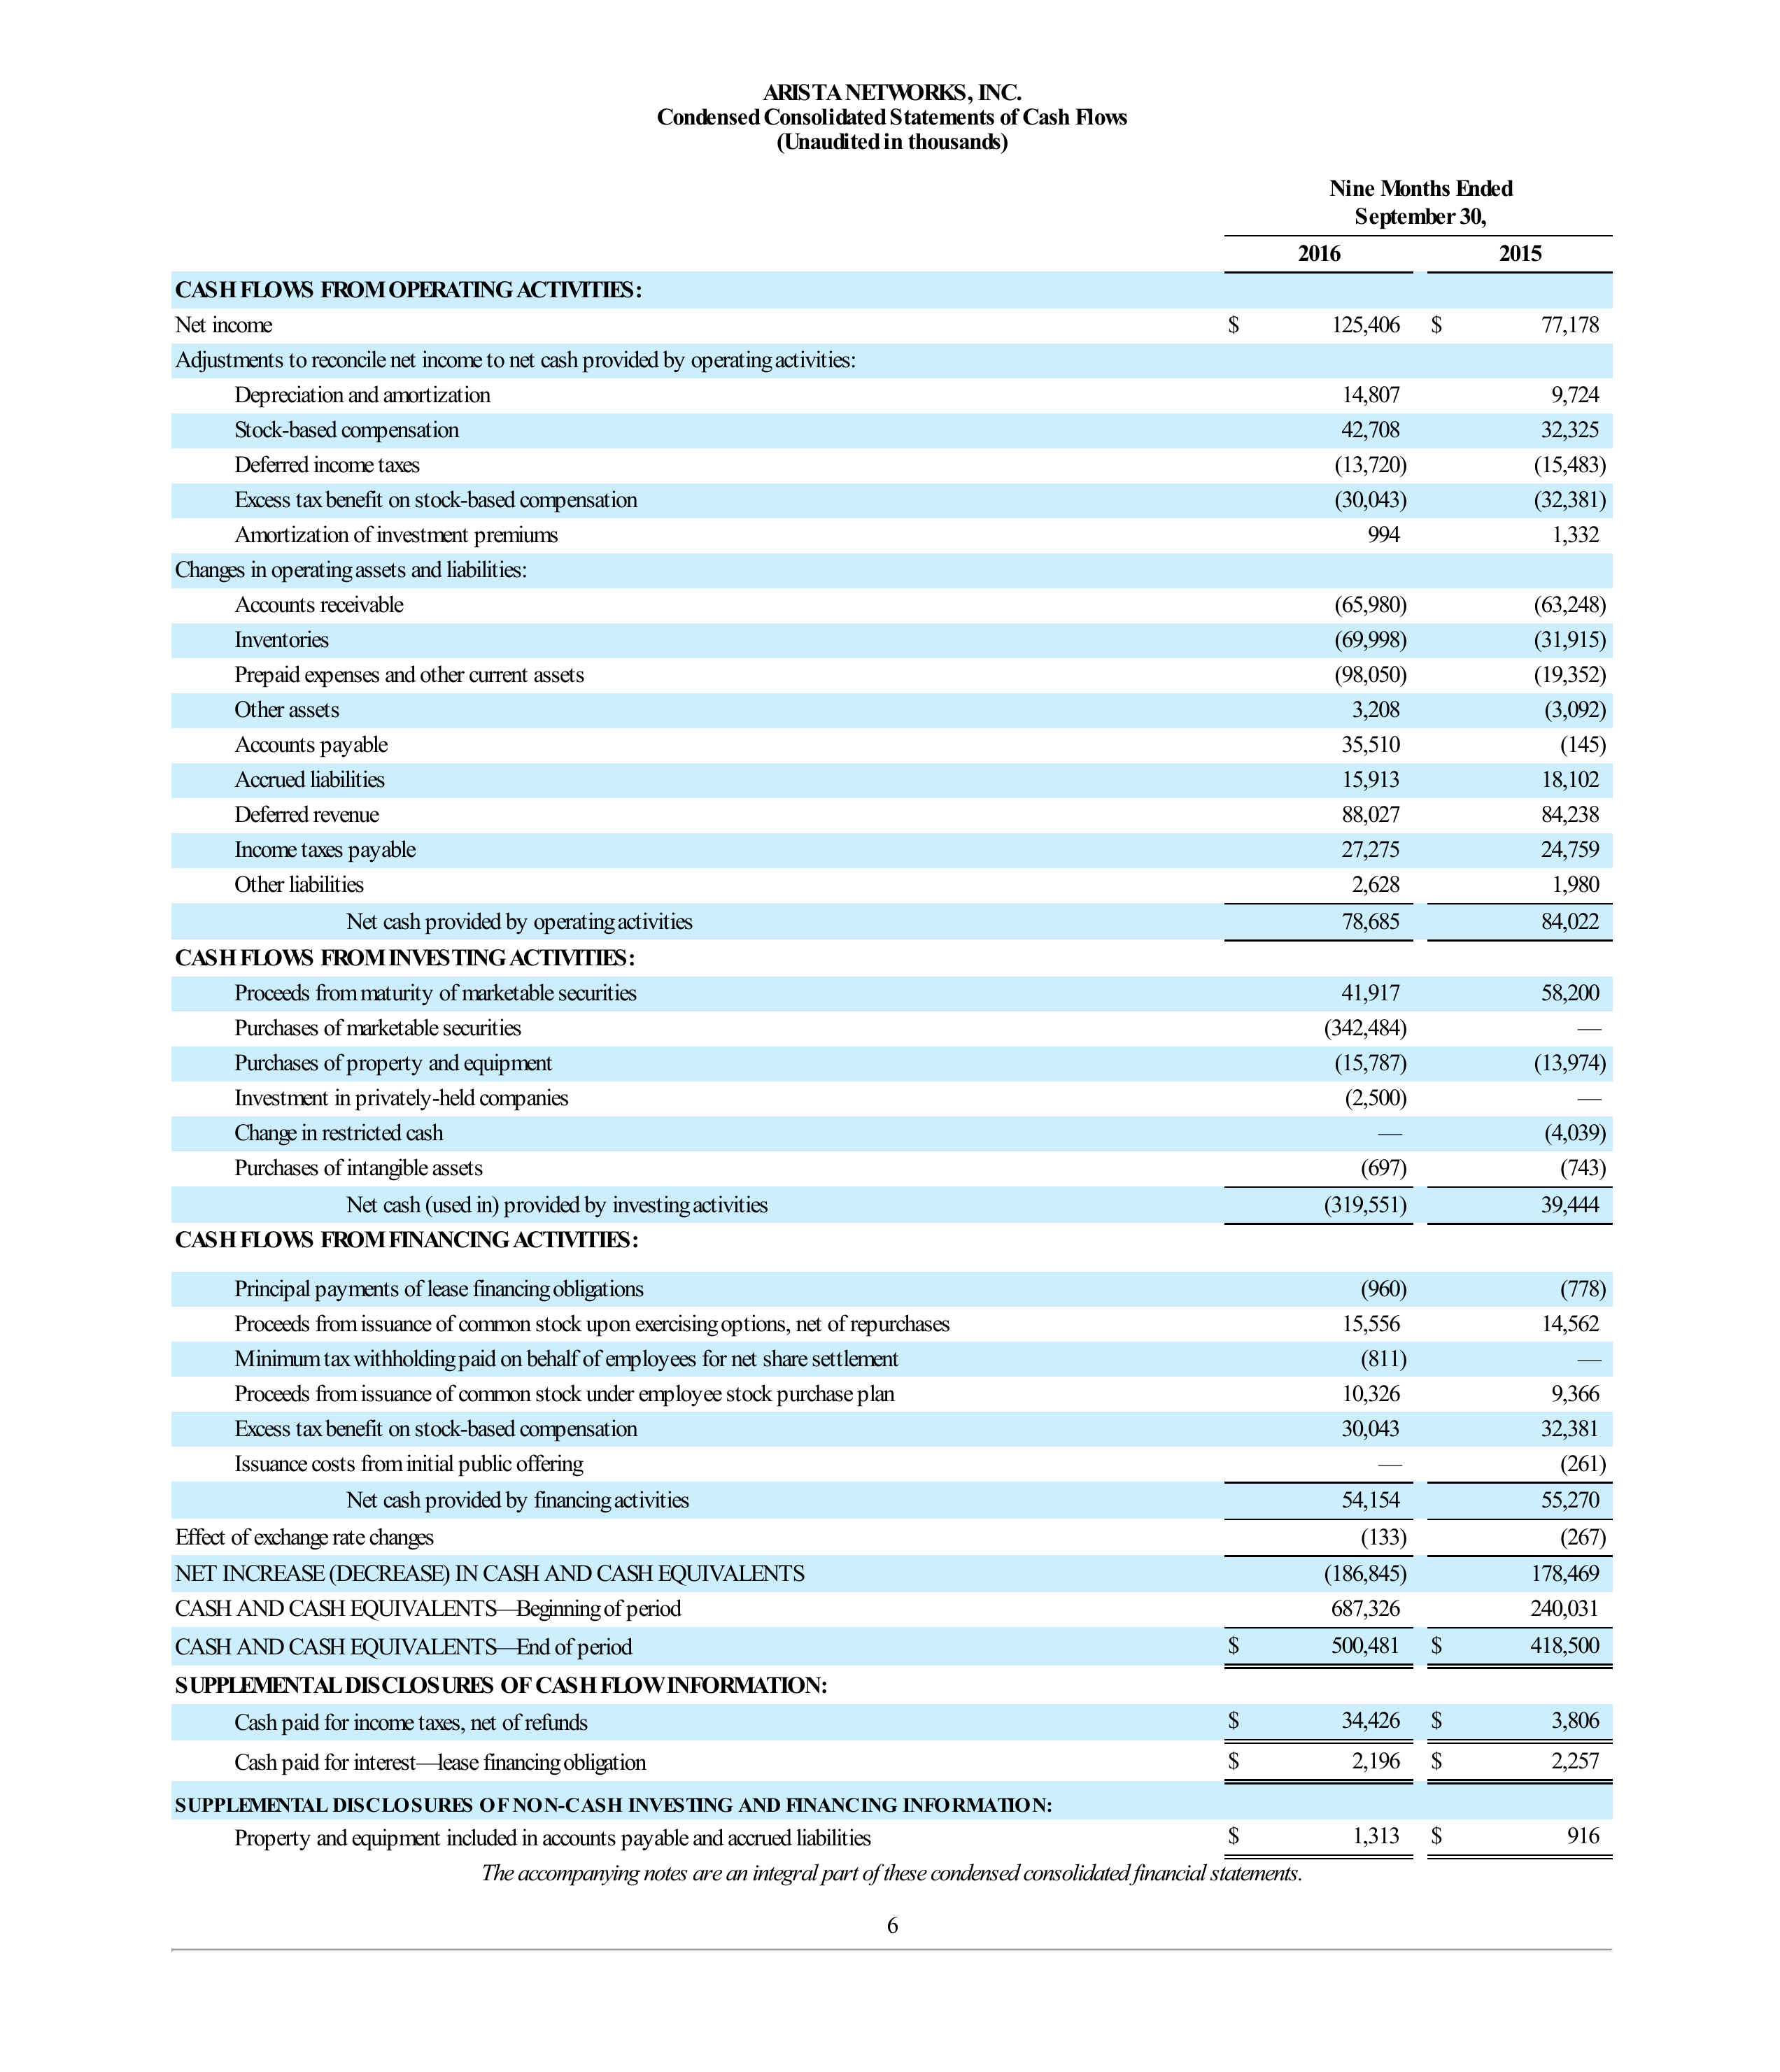 ARISTA NETWORKS, INC.
Condensed Consolidated Statements of Cash Flows
(Unaudited in thousands)
Nine Months Ended
September 30,
2016 2015
CASH FLOWS FROM OPERATING ACTIVITIES:
Net income $ 125,406 $ 77,178
Adjustments to reconcile net income to net cash provided by operating activities:
Depreciation and amortization 14,807 9,724
Stock-based compensation 42,708 32,325
Deferred income taxes (13,720) (15,483)
Excess tax benefit on stock-based compensation (30,043) (32,381)
Amortization of investment premiums 994 1,332
Changes in operating assets and liabilities:
Accounts receivable (65,980) (63,248)
Inventories (69,998) (31,915)
Prepaid expenses and other current assets (98,050) (19,352)
Other assets 3,208 (3,092)
Accounts payable 35,510 (145)
Accrued liabilities 15,913 18,102
Deferred revenue 88,027 84,238
Income taxes payable 27,275 24,759
Other liabilities 2,628 1,980
Net cash provided by operating activities 78,685 84,022
CASH FLOWS FROM INVESTING ACTIVITIES:
Proceeds from maturity of marketable securities 41,917 58,200
Purchases of marketable securities (342,484) —
Purchases of property and equipment (15,787) (13,974)
Investment in privately-held companies (2,500) —
Change in restricted cash — (4,039)
Purchases of intangible assets (697) (743)
Net cash (used in) provided by investing activities (319,551) 39,444
CASH FLOWS FROM FINANCING ACTIVITIES:
Principal payments of lease financing obligations (960) (778)
Proceeds from issuance of common stock upon exercising options, net of repurchases 15,556 14,562
Minimum tax withholding paid on behalf of employees for net share settlement (811) —
Proceeds from issuance of common stock under employee stock purchase plan 10,326 9,366
Excess tax benefit on stock-based compensation 30,043 32,381
Issuance costs from initial public offering — (261)
Net cash provided by financing activities 54,154 55,270
Effect of exchange rate changes (133) (267)
NET INCREASE (DECREASE) IN CASH AND CASH EQUIVALENTS (186,845) 178,469
CASH AND CASH EQUIVALENTS—Beginning of period 687,326 240,031
CASH AND CASH EQUIVALENTS—End of period $ 500,481 $ 418,500
SUPPLEMENTAL DISCLOSURES OF CASH FLOW INFORMATION:
Cash paid for income taxes, net of refunds $ 34,426 $ 3,806
Cash paid for interest—lease financing obligation $ 2,196 $ 2,257
SUPPLEMENTAL DISCLOSURES OF NON-CASH INVESTING AND FINANCING INFORMATION:
Property and equipment included in accounts payable and accrued liabilities $ 1,313 $ 916
The accompanying notes are an integral part of these condensed consolidated financial statements.
6